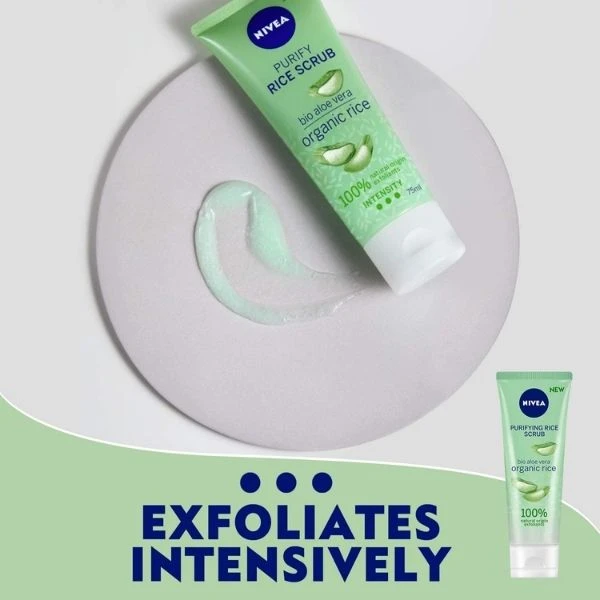 NIVEA
PURIFY
RICE SCRUB
bio aloe vera
organic rice
100% natural origin
exfoliants
INTENSITY
75ml
NEW
NIVEA
PURIFYING RICE
SCRUB
bio aloe vera
organic rice
100%
natural origin
exfoliants
EXFOLIATES
INTENSIVELY